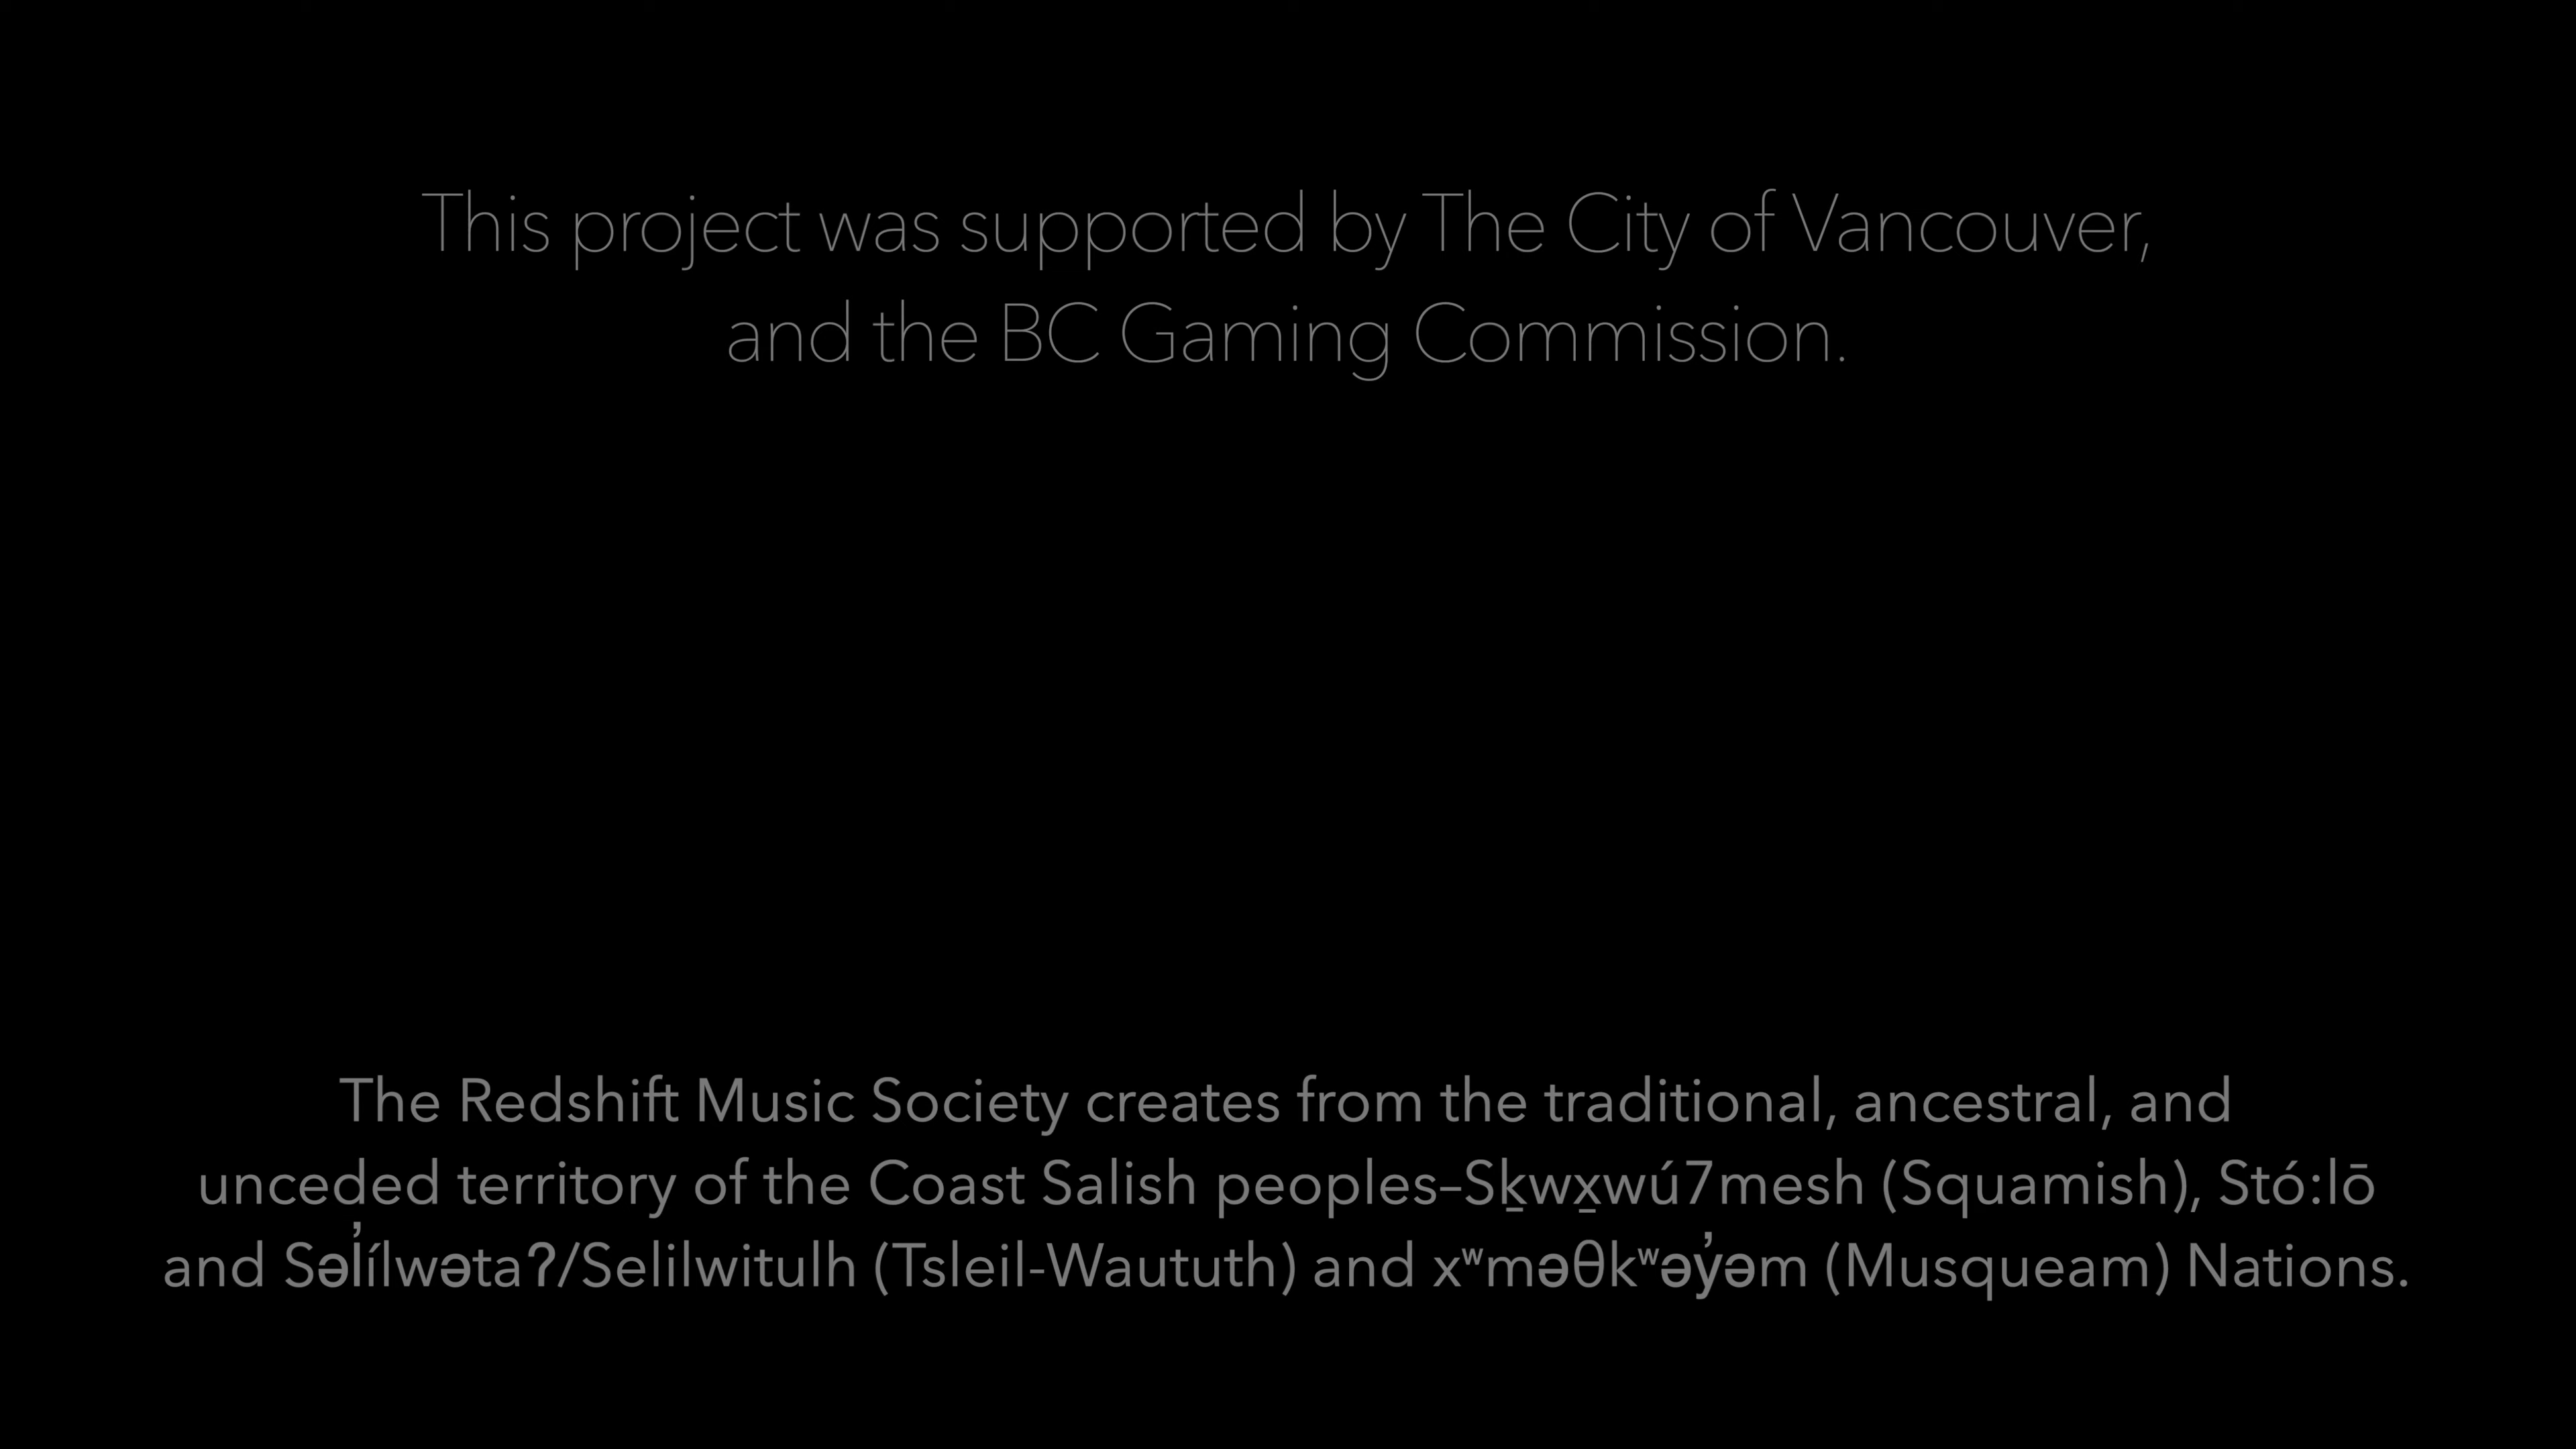 This project was supported by The City of Vancouver,
and the BC Gaming Commission.
The Redshift Music Society creates from the traditional, ancestral, and
unceded territory of the Coast Salish peoples–Sḵwx̱wú7mesh (Squamish), Stó:lō
and Səl̓ílwətaʔ/Selilwitulh (Tsleil-Waututh) and xʷməθkʷəy̓əm (Musqueam) Nations.